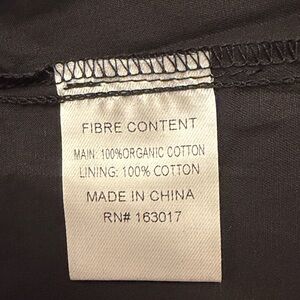 FIBRE CONTENT
MAIN: 100%ORGANIC COTTON
LINING: 100% COTTON
MADE IN CHINA
RN# 163017